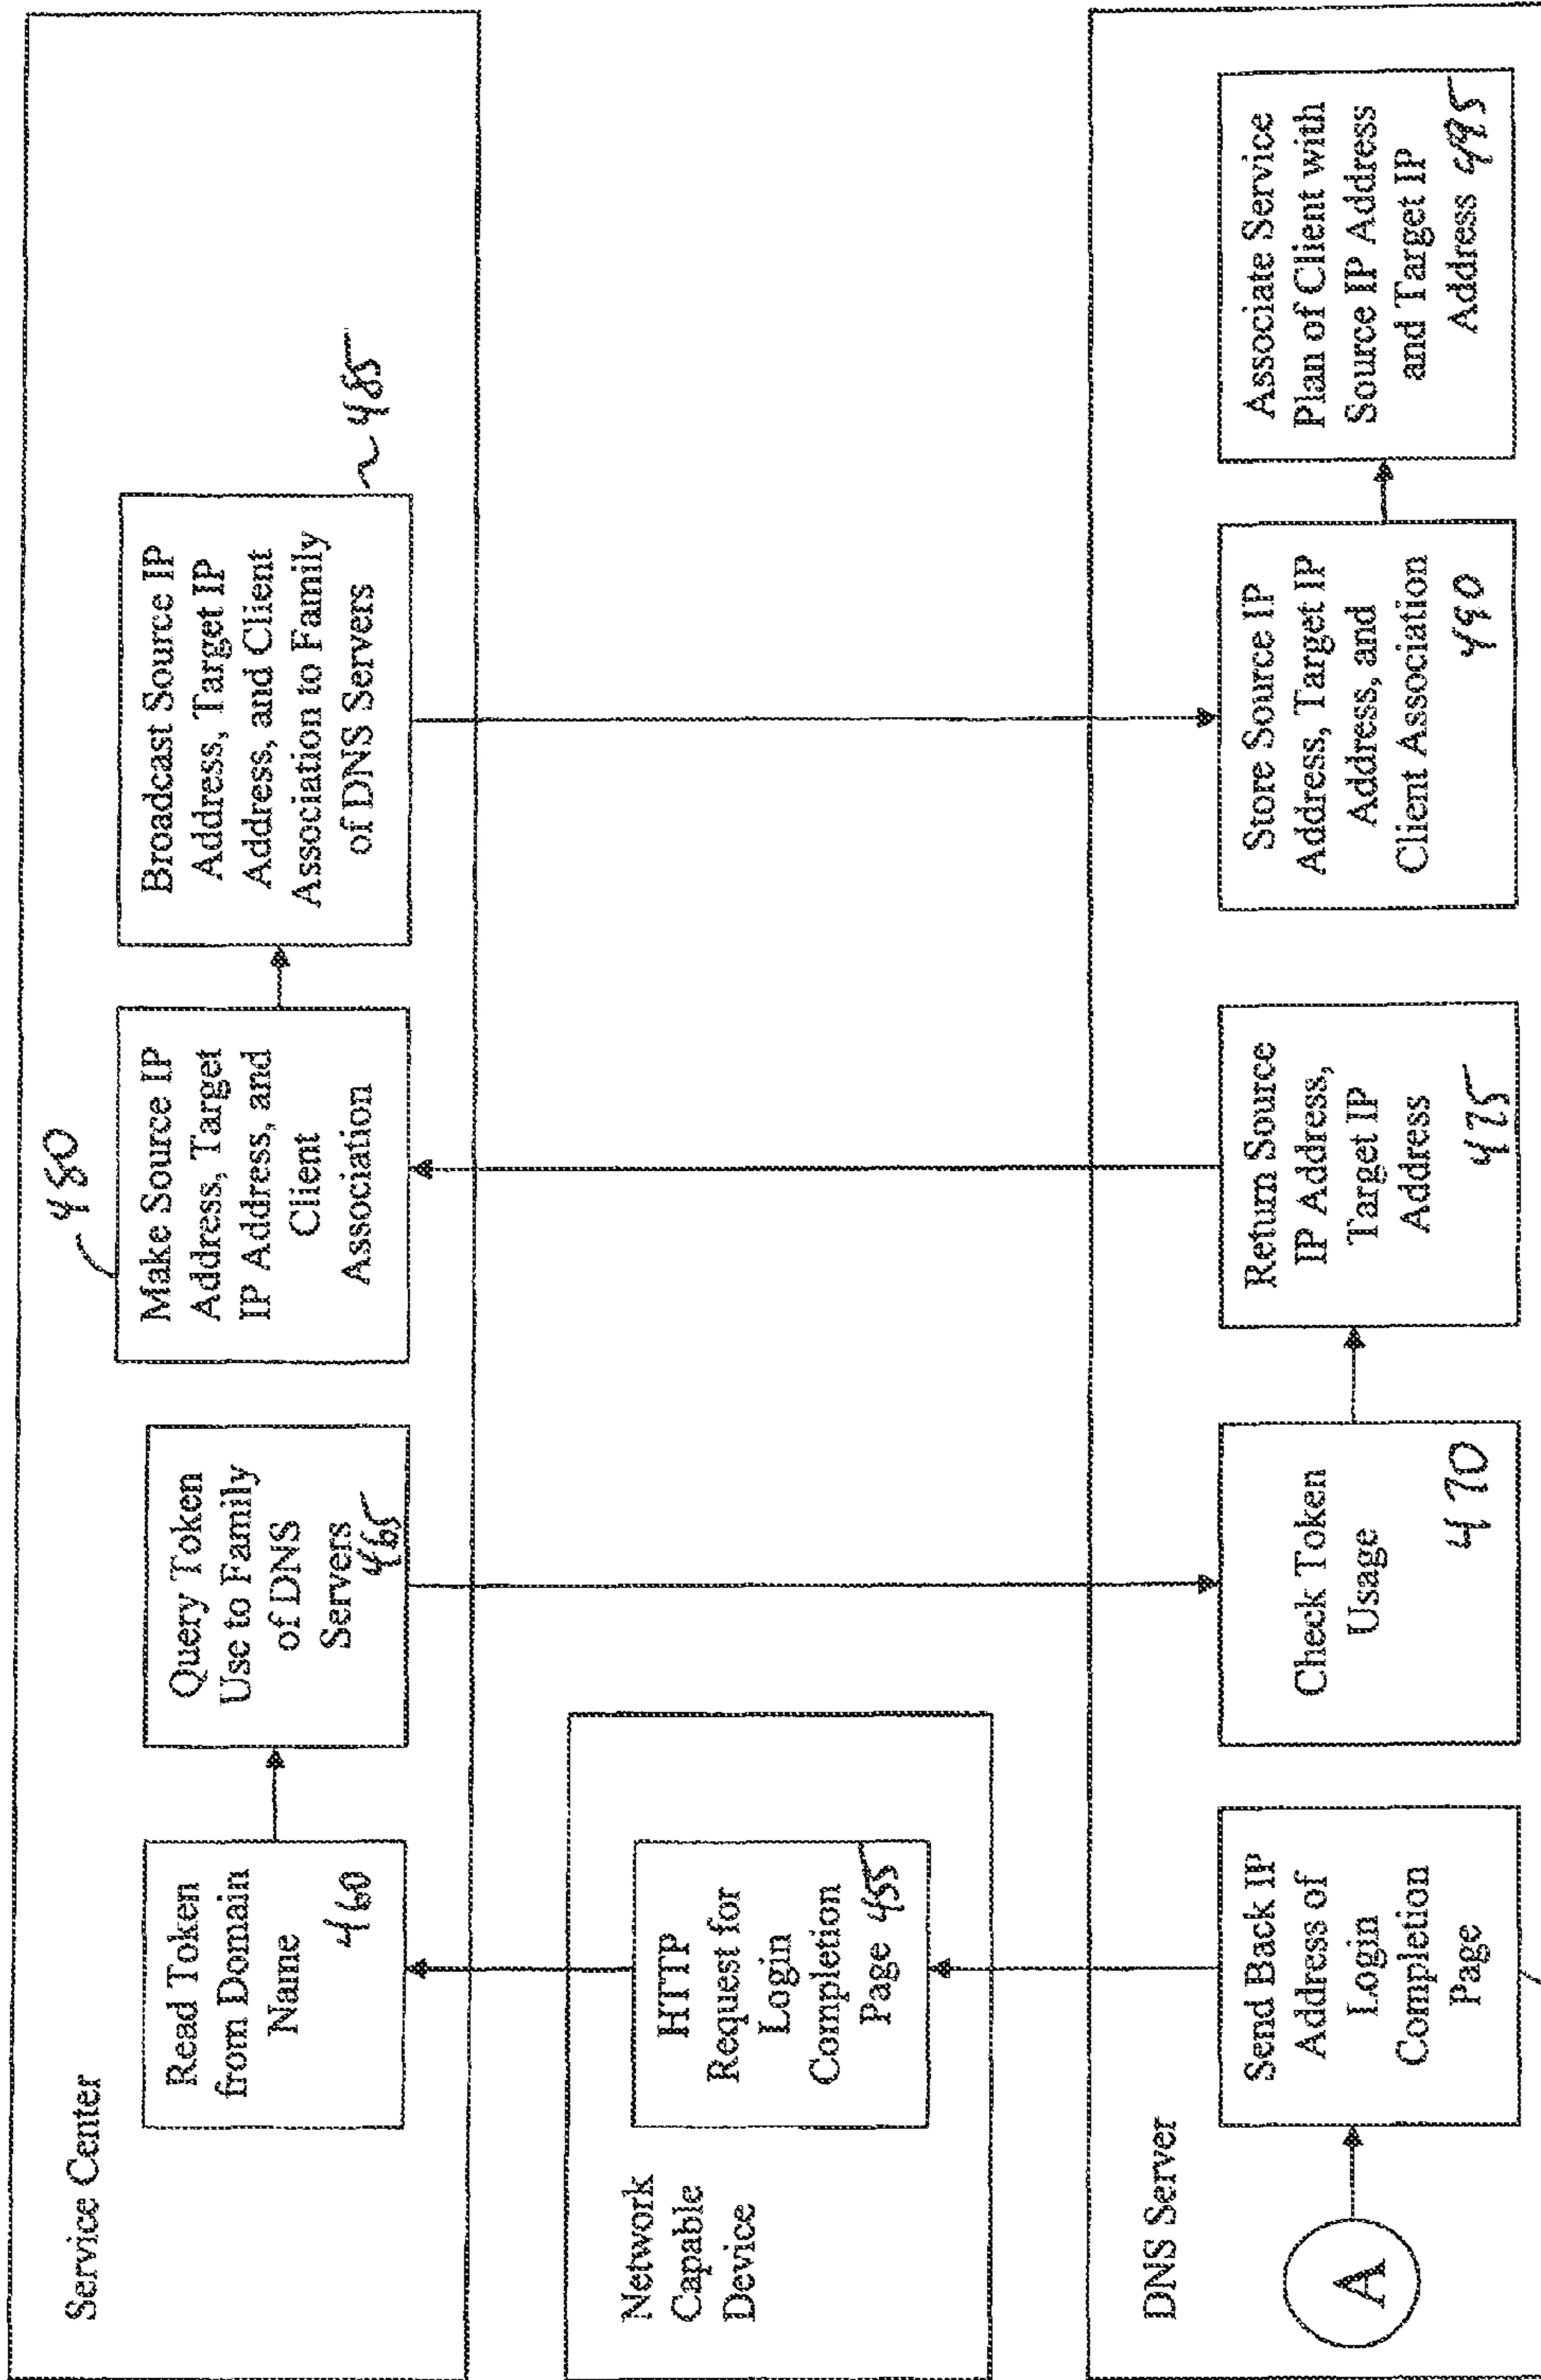 Service Center
Read Token
from Domain
Name
460
Query Token
Use to Family
of DNS
Servers
465
480
Make Source IP
Address, Target
IP Address, and
Client
Association
Broadcast Source IP
Address, Target IP
Address, and Client
Association to Family
of DNS Servers
485
Network
Capable
Device
HTTP
Request for
Login
Completion
Page 455
DNS Server
A
Send Back IP
Address of
Login
Completion
Page
Check Token
Usage
470
Return Source
IP Address,
Target IP
Address
475
Store Source IP
Address, Target IP
Address, and
Client Association
490
Associate Service
Plan of Client with
Source IP Address
and Target IP
Address 495